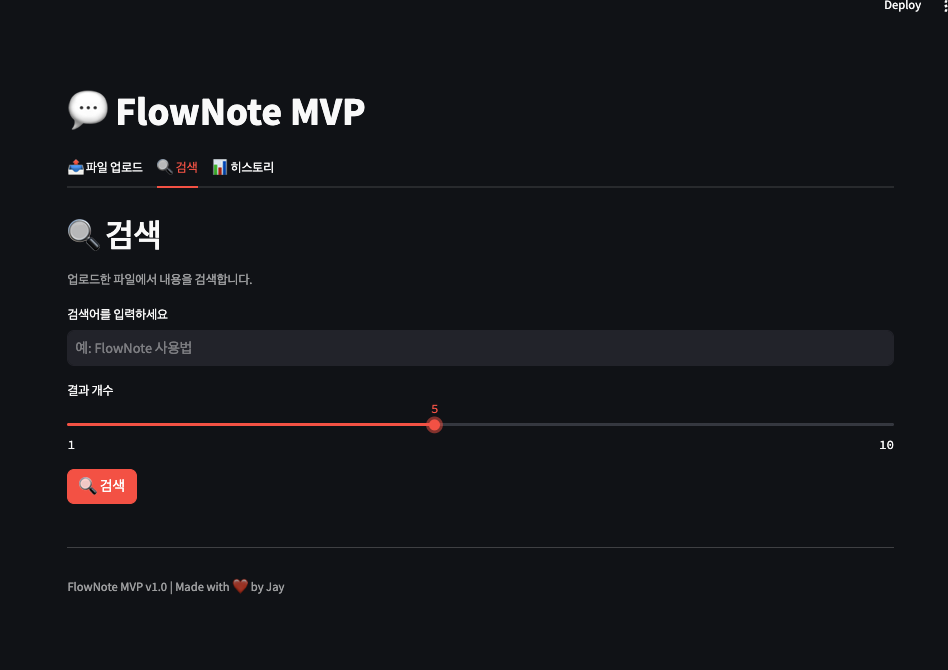 Deploy
💬 FlowNote MVP
📤 파일 업로드 🔍 검색 📊 히스토리
🔍 검색
업로드한 파일에서 내용을 검색합니다.
검색어를 입력하세요
예: FlowNote 사용법
결과 개수
5
1 10
🔍 검색
FlowNote MVP v1.0 | Made with ❤️ by Jay